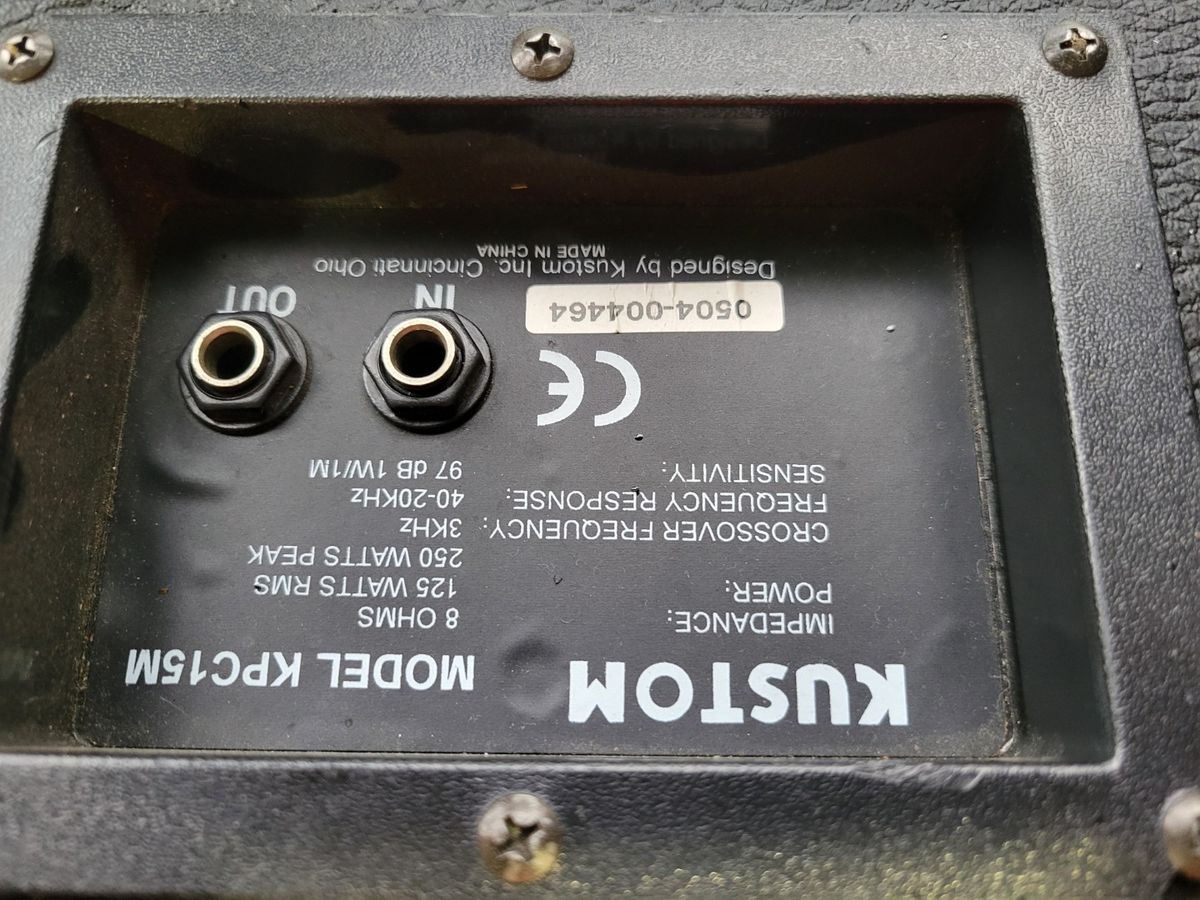 KUSTOM MODEL KPC15M
IMPEDANCE: 8 OHMS
POWER: 125 WATTS RMS
250 WATTS PEAK
CROSSOVER FREQUENCY: 3KHz
FREQUENCY RESPONSE: 40-20KHz
SENSITIVITY: 97 dB 1W/1M
CE
0504-004464
IN OUT
Designed by Kustom Inc. Cincinnati. Ohio
MADE IN CHINA